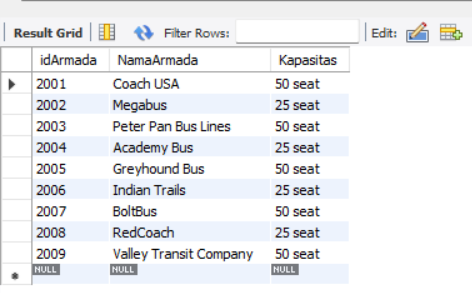 Result Grid Filter Rows: Edit:
idArmada NamaArmada Kapasitas
2001 Coach USA 50 seat
2002 Megabus 25 seat
2003 Peter Pan Bus Lines 50 seat
2004 Academy Bus 25 seat
2005 Greyhound Bus 50 seat
2006 Indian Trails 25 seat
2007 BoltBus 50 seat
2008 RedCoach 25 seat
2009 Valley Transit Company 50 seat
NULL NULL NULL